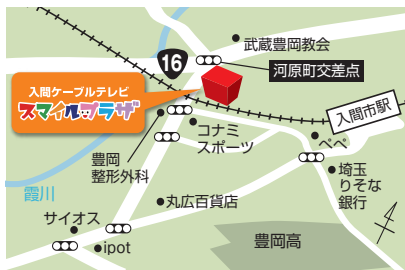 武蔵豊岡教会
16
河原町交差点
入間ケーブルテレビ
スマイルプラザ
入間市駅
コナミ
スポーツ
ペペ
豊岡
整形外科
埼玉
りそな
銀行
霞川
丸広百貨店
サイオス
ipot
豊岡高